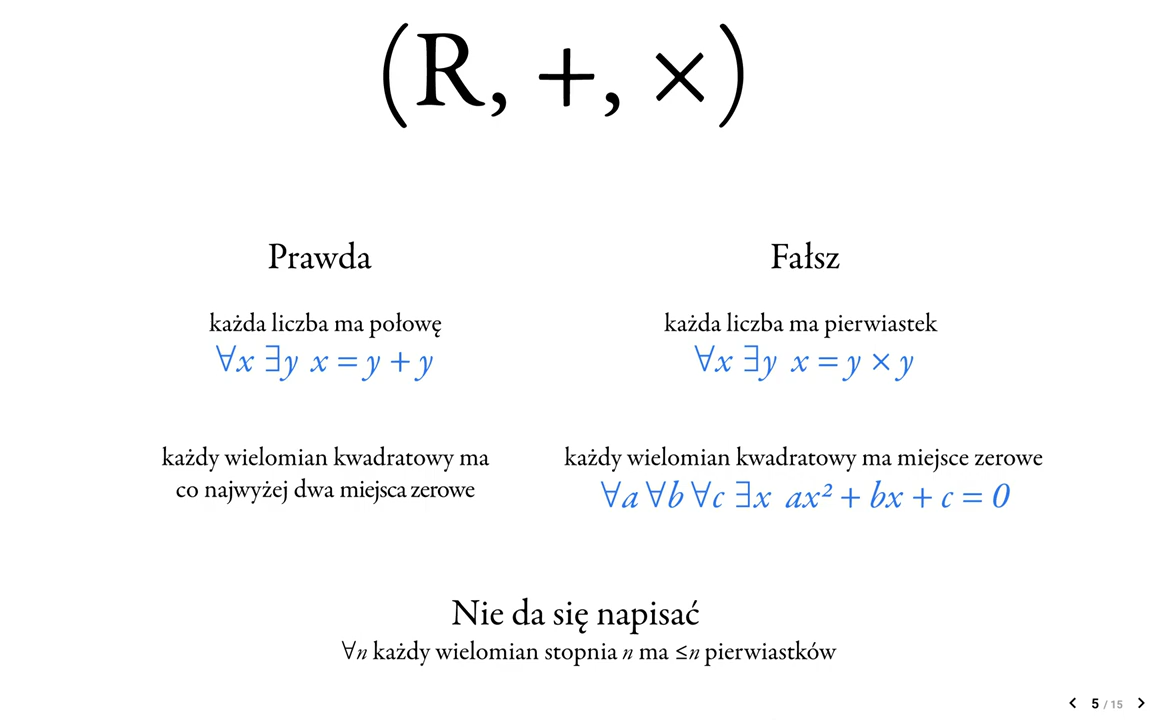 (R, +, ×)
Prawda
każda liczba ma połowę
∀x ∃y x = y + y
każdy wielomian kwadratowy ma
co najwyżej dwa miejsca zerowe
Fałsz
każda liczba ma pierwiastek
∀x ∃y x = y × y
każdy wielomian kwadratowy ma miejsce zerowe
∀a ∀b ∀c ∃x ax² + bx + c = 0
Nie da się napisać
∀n każdy wielomian stopnia n ma ≤n pierwiastków
5 / 15